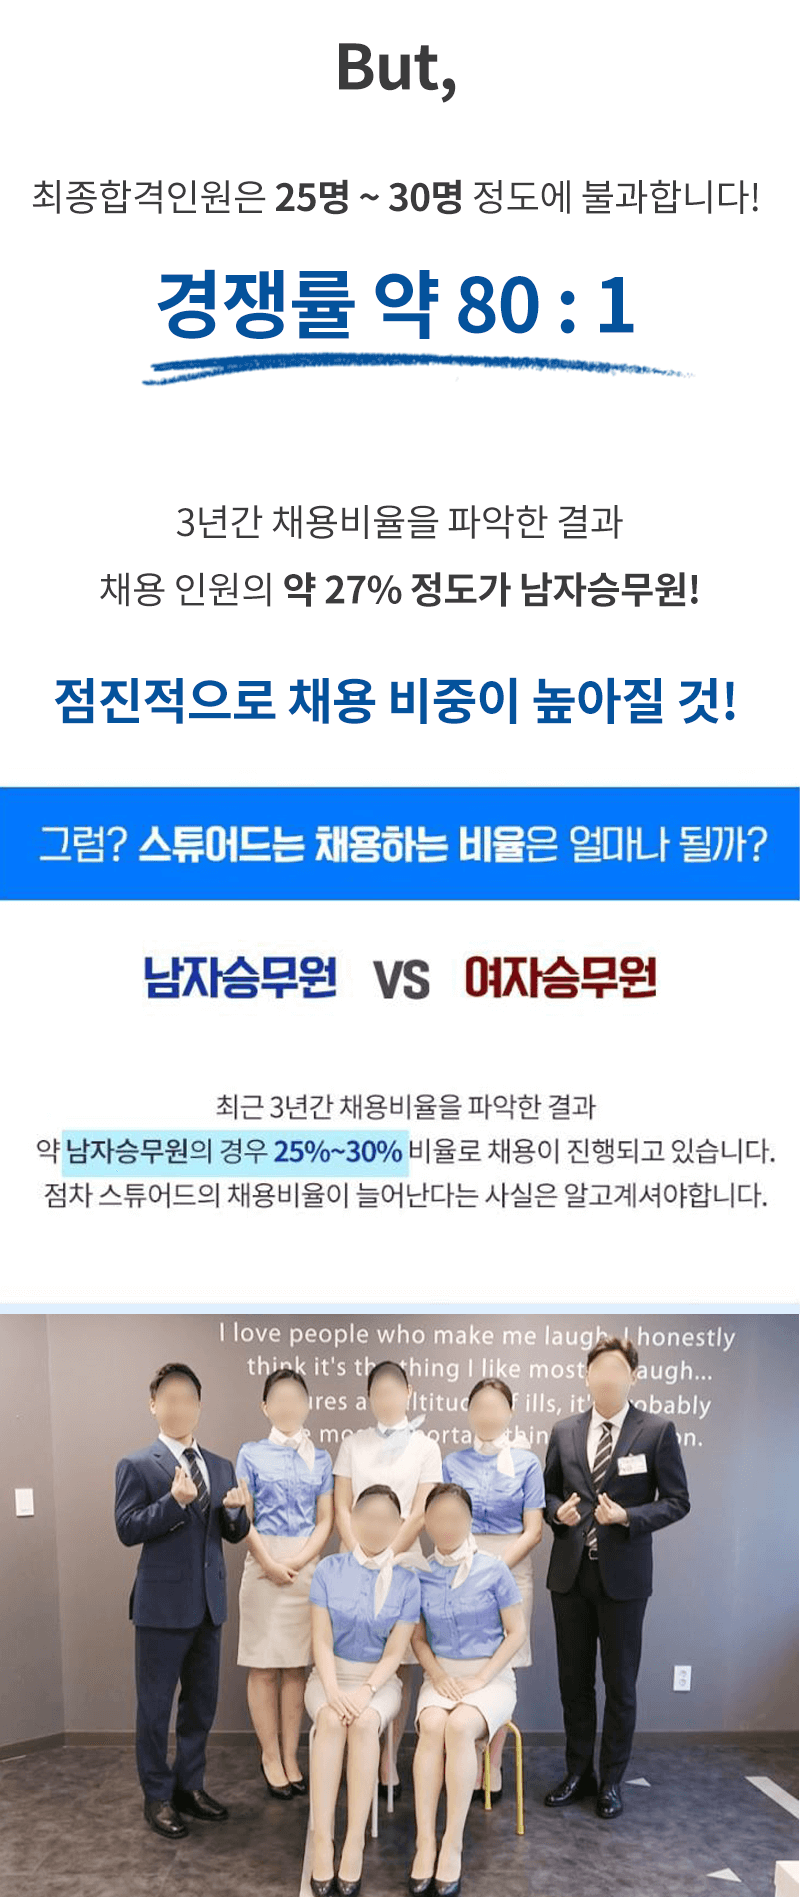 But,
최종합격인원은 25명 ~ 30명 정도에 불과합니다!
경쟁률 약 80 : 1
3년간 채용비율을 파악한 결과
채용 인원의 약 27% 정도가 남자승무원!
점진적으로 채용 비중이 높아질 것!
그럼? 스튜어드는 채용하는 비율은 얼마나 될까?
남자승무원 VS 여자승무원
최근 3년간 채용비율을 파악한 결과
약 남자승무원의 경우 25%~30% 비율로 채용이 진행되고 있습니다.
점차 스튜어드의 채용비율이 늘어난다는 사실은 알고계셔야합니다.
I love people who make me laugh I honestly
think it's the thing I like most